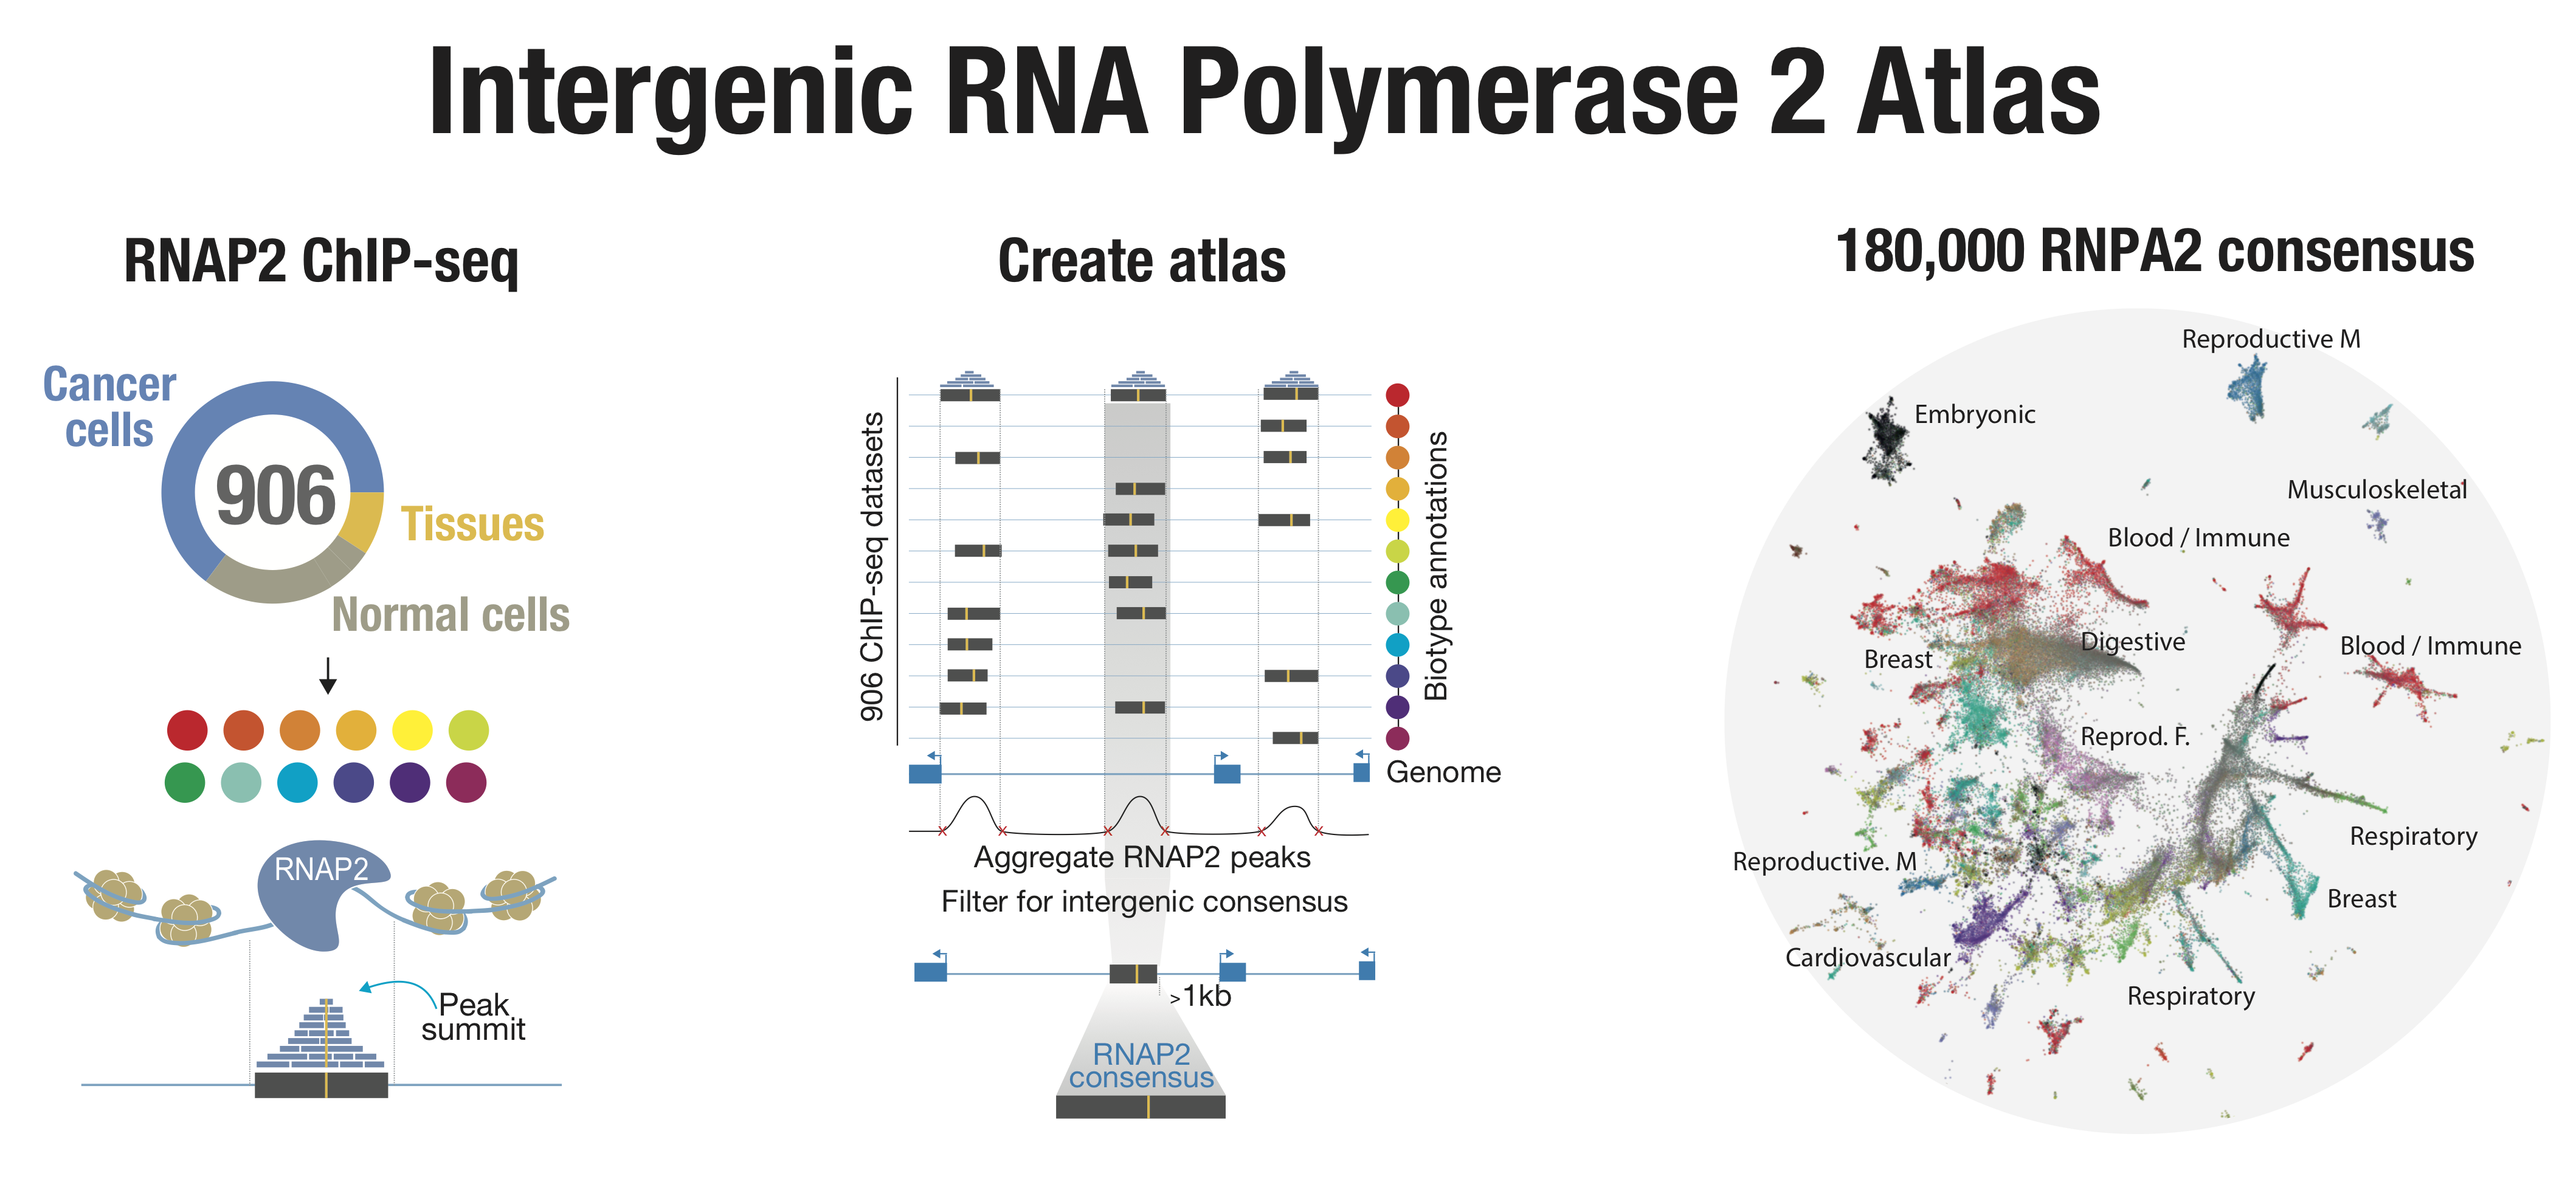 Intergenic RNA Polymerase 2 Atlas
RNAP2 ChIP-seq
Cancer
cells
906
Tissues
Normal cells
RNAP2
Peak
summit
Create atlas
906 ChIP-seq datasets
Biotype annotations
Genome
Aggregate RNAP2 peaks
Filter for intergenic consensus
>1kb
RNAP2
consensus
180,000 RNPA2 consensus
Reproductive M
Embryonic
Musculoskeletal
Blood / Immune
Digestive
Breast
Blood / Immune
Reprod. F.
Respiratory
Reproductive. M
Breast
Cardiovascular
Respiratory